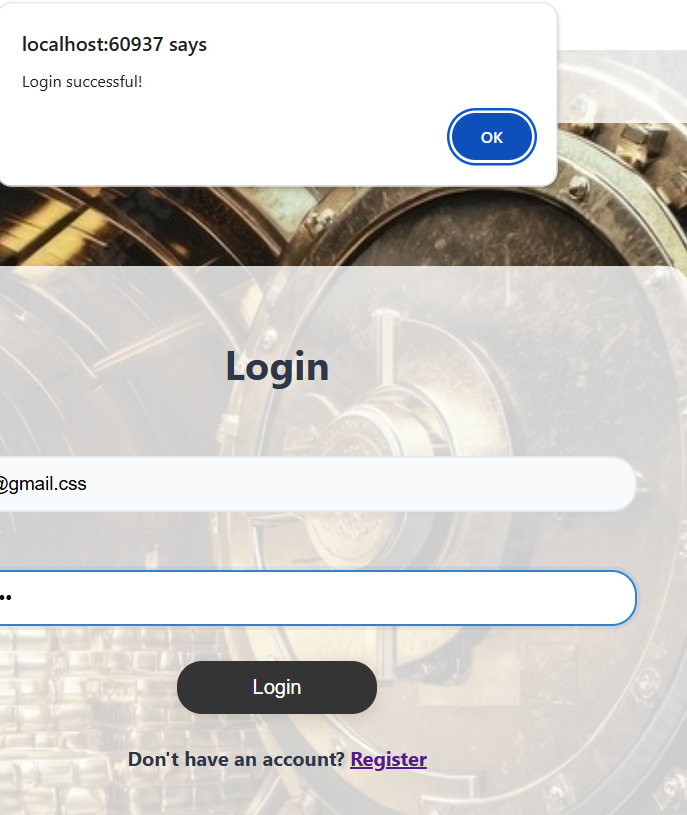 localhost:60937 says
Login successful!
OK
Login
@gmail.css
••
Login
Don't have an account? Register